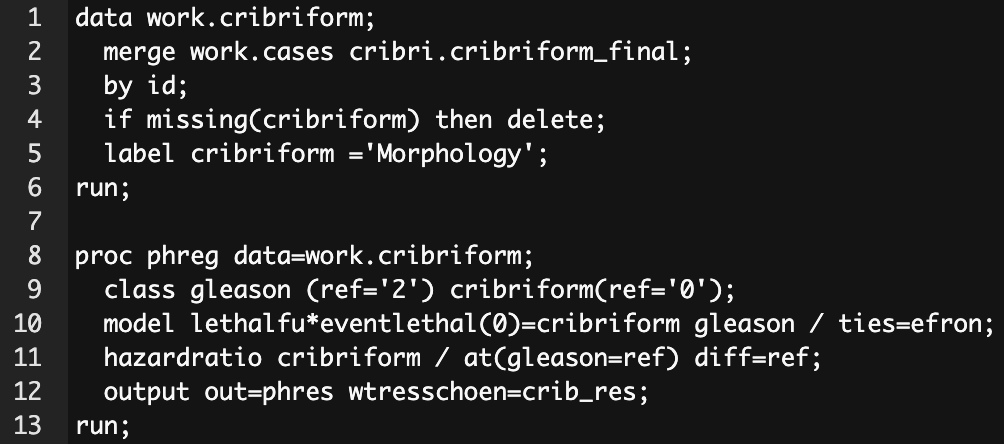 1 data work.cribriform;
2 merge work.cases cribri.cribriform_final;
3 by id;
4 if missing(cribriform) then delete;
5 label cribriform ='Morphology';
6 run;
7
8 proc phreg data=work.cribriform;
9 class gleason (ref='2') cribriform(ref='0');
10 model lethalfu*eventlethal(0)=cribriform gleason / ties=efron;
11 hazardratio cribriform / at(gleason=ref) diff=ref;
12 output out=phres wtresschoen=crib_res;
13 run;